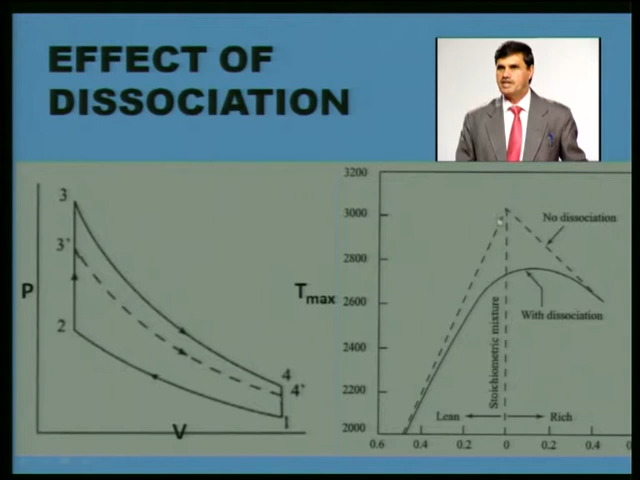 EFFECT OF
DISSOCIATION
3
3'
2
P
V
4
4'
1
Tmax
3200
3000
2800
2600
2400
2200
2000
No dissociation
With dissociation
Stoichiometric mixture
Lean
Rich
0.6
0.4
0.2
0
0.2
0.4